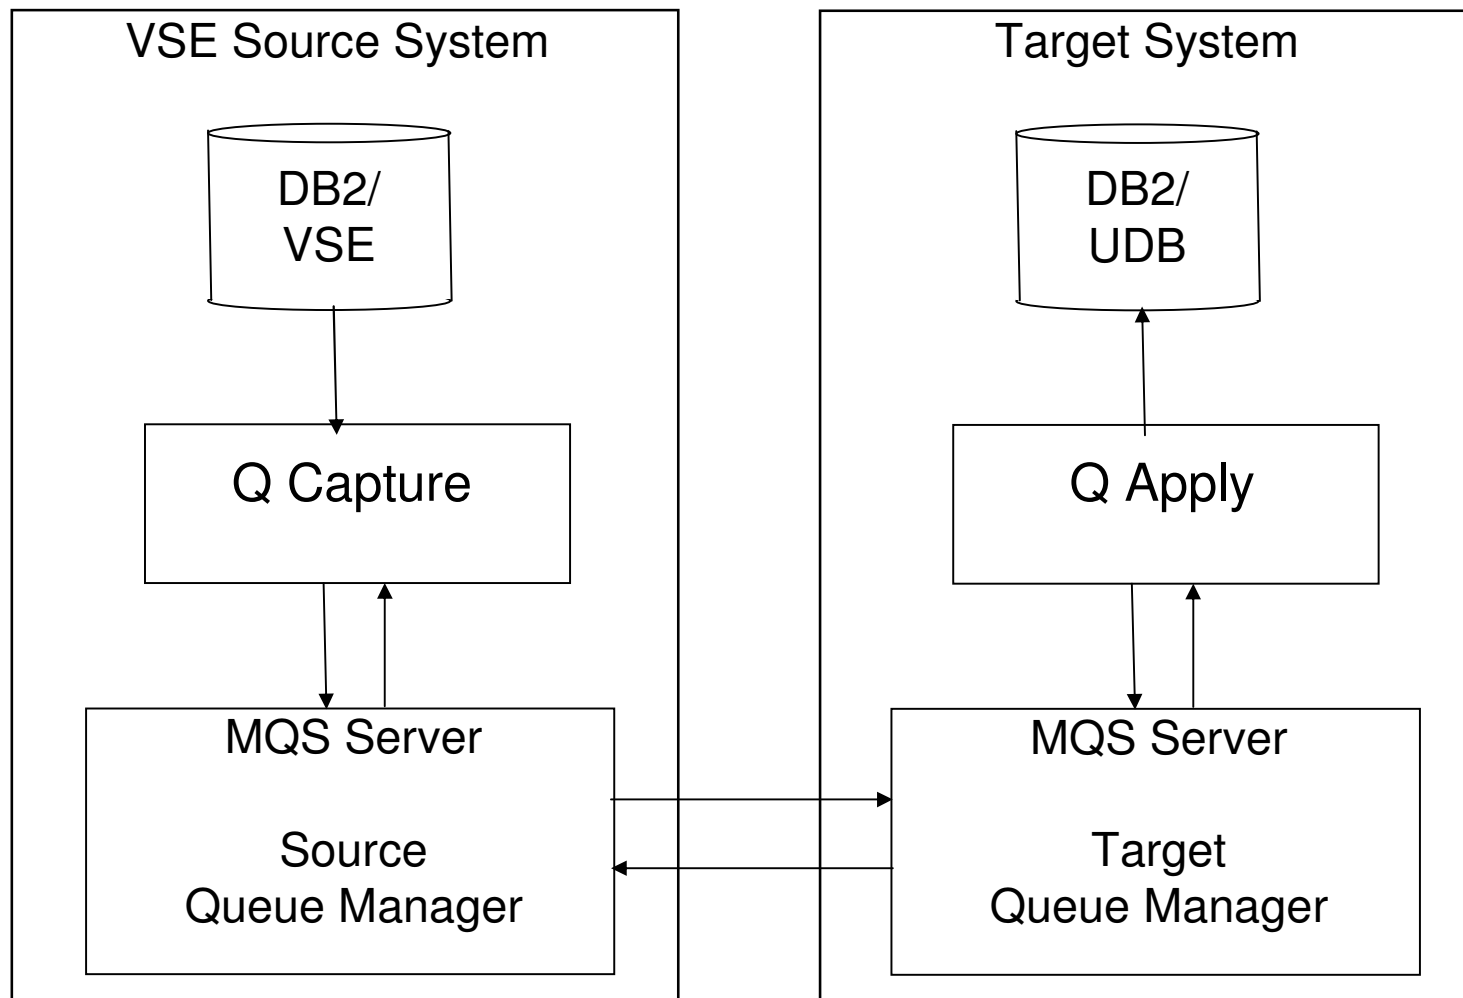 VSE Source System
DB2/
VSE
Q Capture
MQS Server
Source
Queue Manager
Target System
DB2/
UDB
Q Apply
MQS Server
Target
Queue Manager